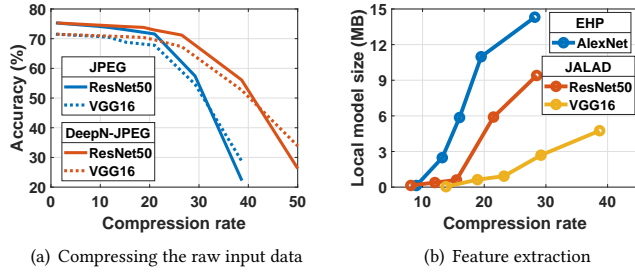 80
70
60
50
40
30
20
Accuracy (%)
JPEG
ResNet50
VGG16
DeepN-JPEG
ResNet50
VGG16
0 10 20 30 40 50
Compression rate
(a) Compressing the raw input data
15
12
9
6
3
0
Local model size (MB)
EHP
AlexNet
JALAD
ResNet50
VGG16
10 20 30 40
Compression rate
(b) Feature extraction